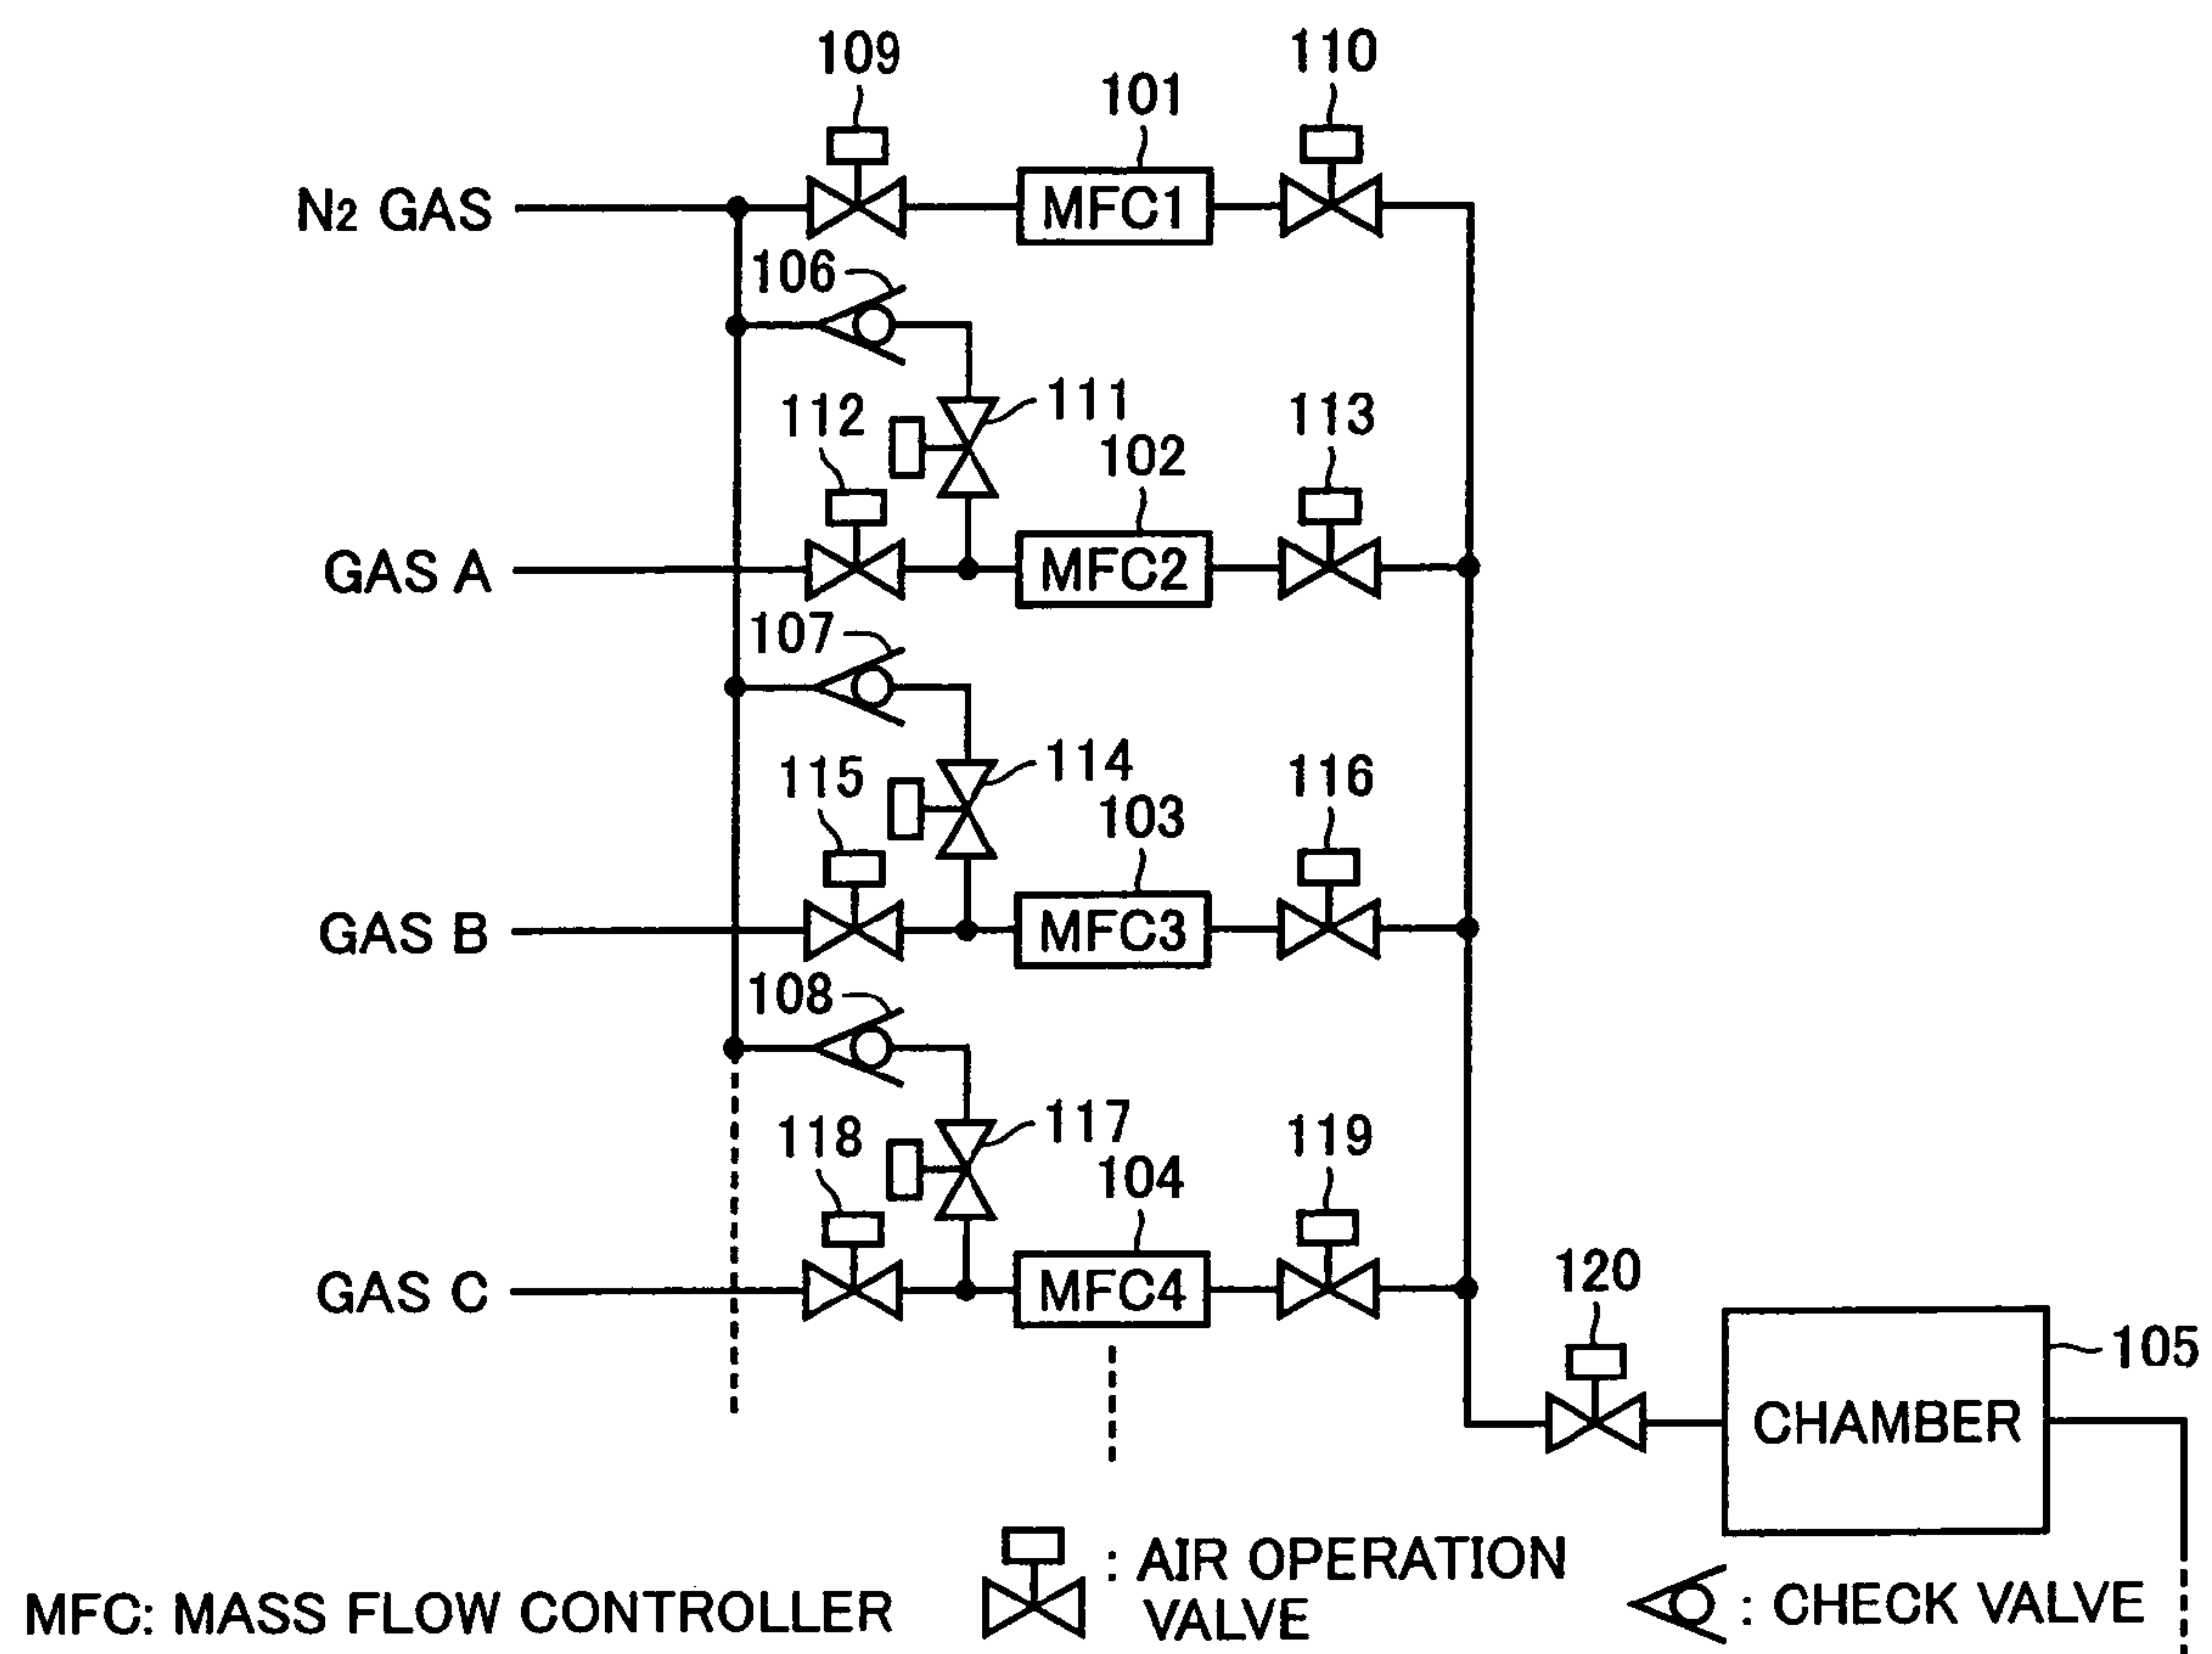 109
110
101
N2 GAS
MFC1
106
112
111
113
102
GAS A
MFC2
107
115
114
116
103
GAS B
MFC3
108
118
117
119
104
GAS C
MFC4
120
105
CHAMBER
MFC: MASS FLOW CONTROLLER
: AIR OPERATION
VALVE
: CHECK VALVE